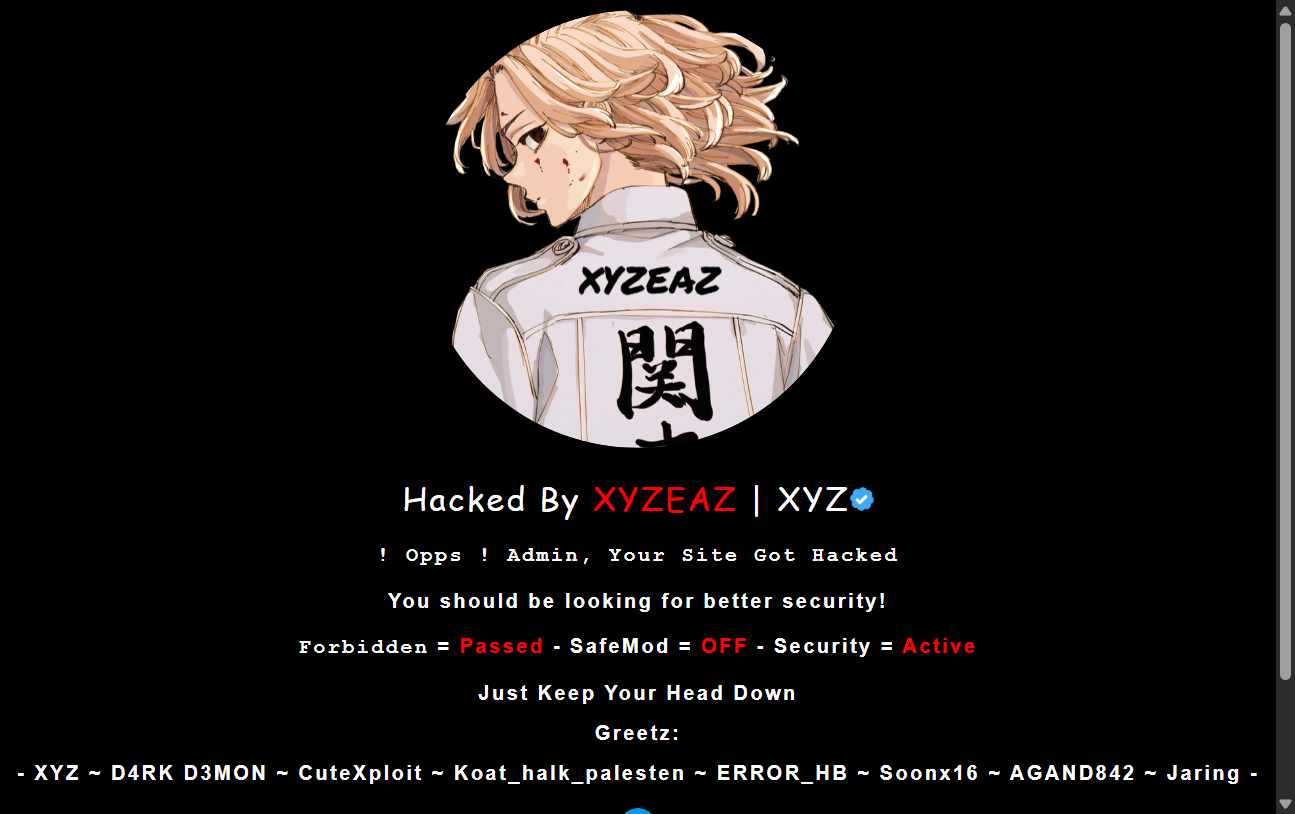 XYZEAZ
関
Hacked By XYZEAZ | XYZ
! Opps ! Admin, Your Site Got Hacked
You should be looking for better security!
Forbidden = Passed - SafeMod = OFF - Security = Active
Just Keep Your Head Down
Greetz:
- XYZ ~ D4RK D3MON ~ CuteXploit ~ Koat_halk_palesten ~ ERROR_HB ~ Soonx16 ~ AGAND842 ~ Jaring -